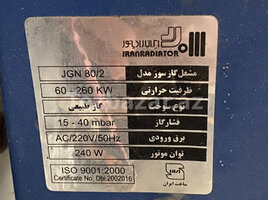 ایران رادیاتور
IRANRADIATOR
مشعل گازسوز مدل JGN 80/2
ظرفیت حرارتی 60 - 260 KW
نوع سوخت گاز طبیعی
فشار گاز 15 - 40 mbar
برق ورودی AC/220V/50Hz
توان موتور 240 W
ISO 9001:2000
Certificate No: Dbl 2002016
ساخت ایران